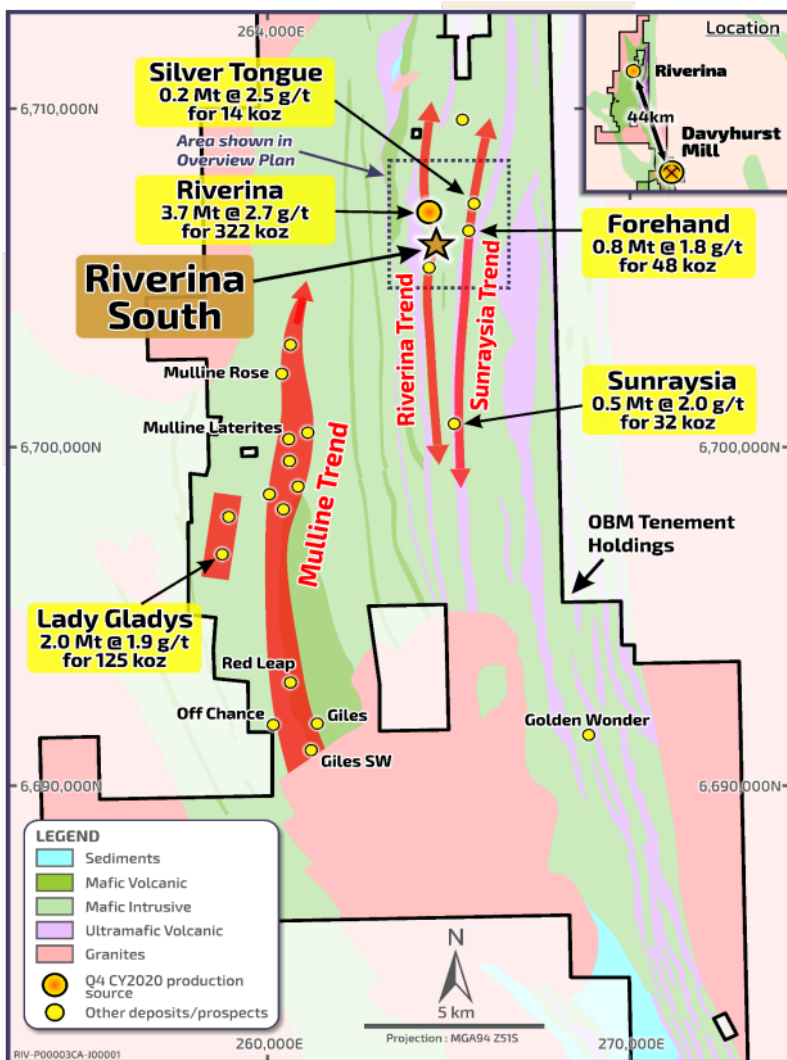 264,000E
Location
Riverina
44km
Davyhurst
Mill
Silver Tongue
0.2 Mt @ 2.5 g/t
for 14 koz
6,710,000N
Area shown in
Overview Plan
Riverina
3.7 Mt @ 2.7 g/t
for 322 koz
Forehand
0.8 Mt @ 1.8 g/t
for 48 koz
Riverina
South
Riverina Trend
Sunraysia Trend
Mulline Rose
Sunraysia
0.5 Mt @ 2.0 g/t
for 32 koz
Mulline Laterites
6,700,000N
6,700,000N
Mulline Trend
OBM Tenement
Holdings
Lady Gladys
2.0 Mt @ 1.9 g/t
for 125 koz
Red Leap
Off Chance
Giles
Golden Wonder
Giles SW
6,690,000N
6,690,000N
LEGEND
Sediments
Mafic Volcanic
Mafic Intrusive
Ultramafic Volcanic
Granites
Q4 CY2020 production
source
Other deposits/prospects
N
5 km
Projection : MGA94 Z51S
RIV-P00003CA-J00001
260,000E
270,000E